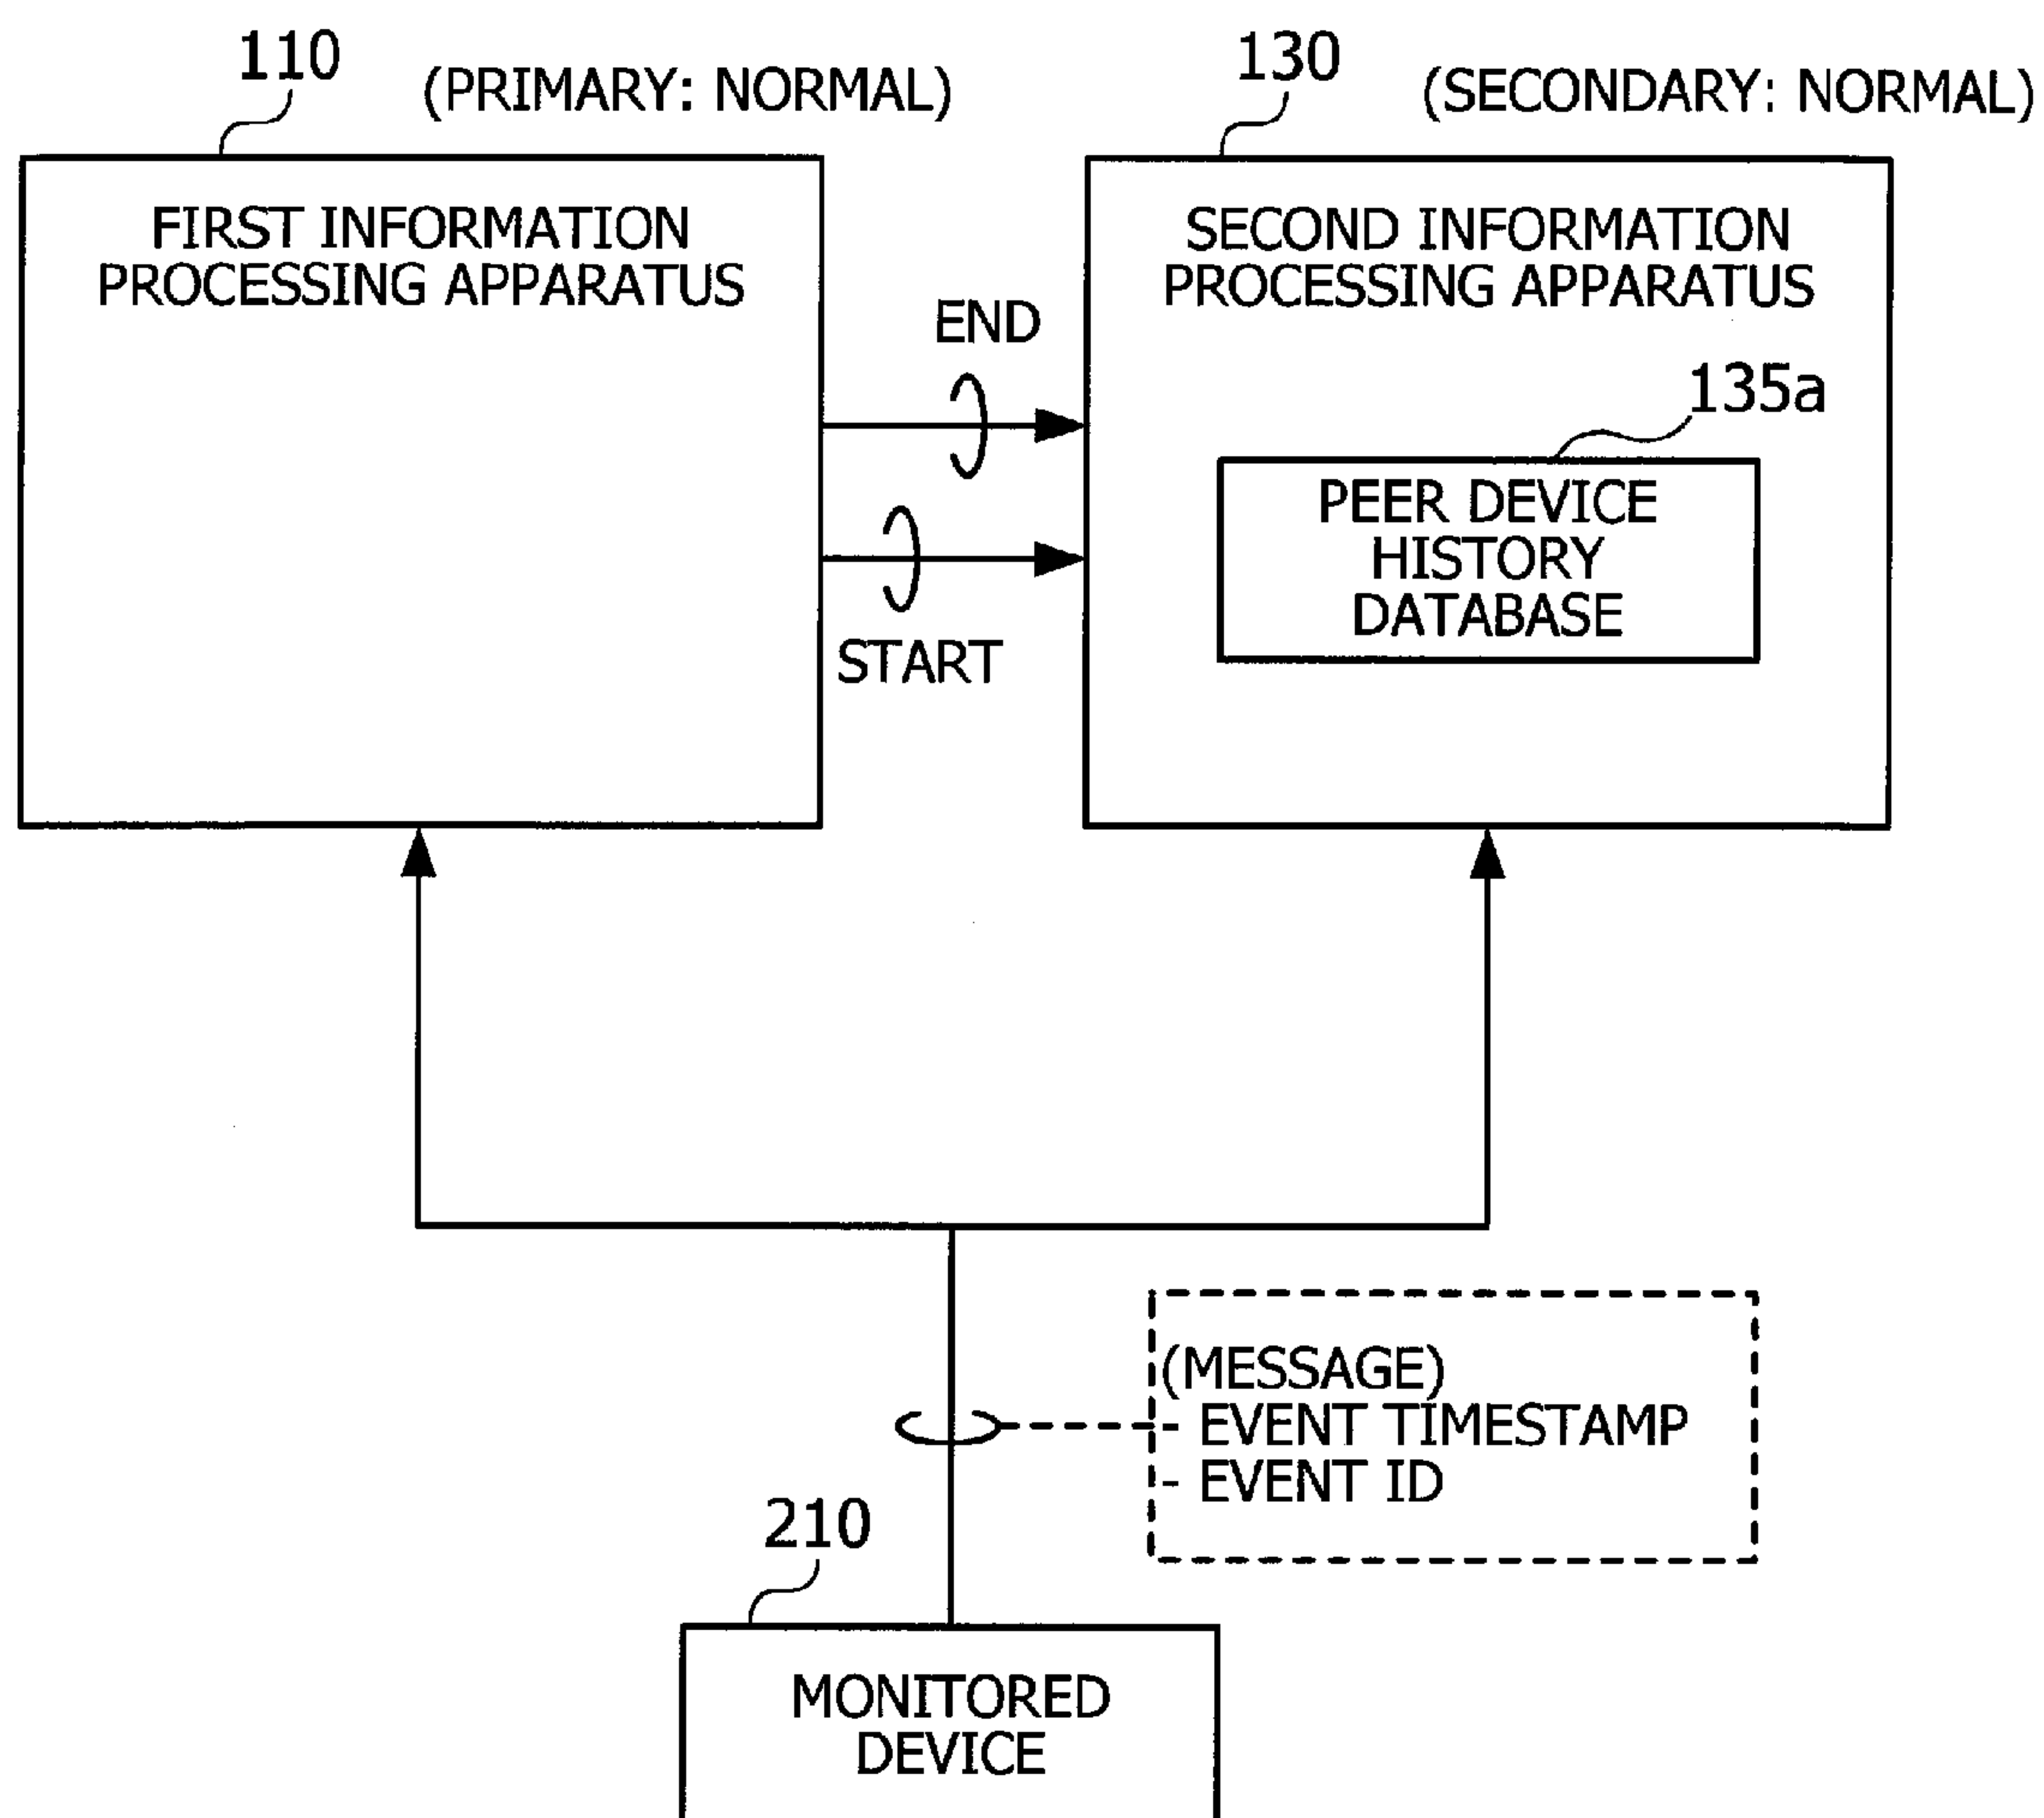 110
(PRIMARY: NORMAL)
130
(SECONDARY: NORMAL)
FIRST INFORMATION
PROCESSING APPARATUS
SECOND INFORMATION
PROCESSING APPARATUS
END
135a
PEER DEVICE
HISTORY
DATABASE
START
(MESSAGE)
- EVENT TIMESTAMP
- EVENT ID
210
MONITORED
DEVICE